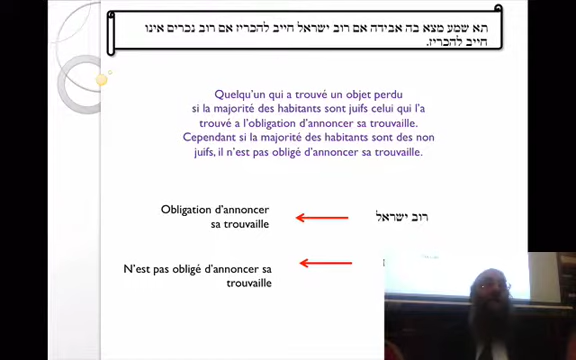 תא שמע מצא בה אבידה אם רוב ישראל חייב להכריז אם רוב נכרים אינו
חייב להכריז.
Quelqu'un qui a trouvé un objet perdu
si la majorité des habitants sont juifs celui qui l'a
trouvé a l'obligation d'annoncer sa trouvaille.
Cependant si la majorité des habitants sont des non
juifs, il n'est pas obligé d'annoncer sa trouvaille.
Obligation d'annoncer
sa trouvaille
רוב ישראל
N'est pas obligé d'annoncer sa
trouvaille